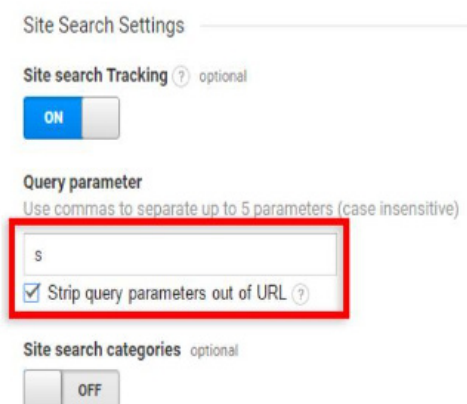 Site Search Settings
Site search Tracking ? optional
ON
Query parameter
Use commas to separate up to 5 parameters (case insensitive)
s
Strip query parameters out of URL ?
Site search categories optional
OFF